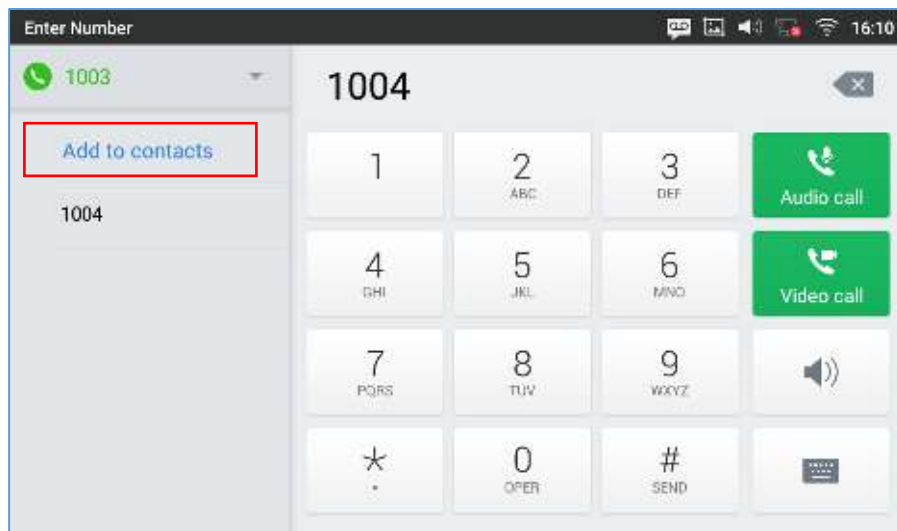 Enter Number
16:10
1003
1004
Add to contacts
1004
1
2
ABC
3
DEF
Audio call
4
GHI
5
JKL
6
MNO
Video call
7
PQRS
8
TUV
9
WXYZ
*
0
OPER
#
SEND